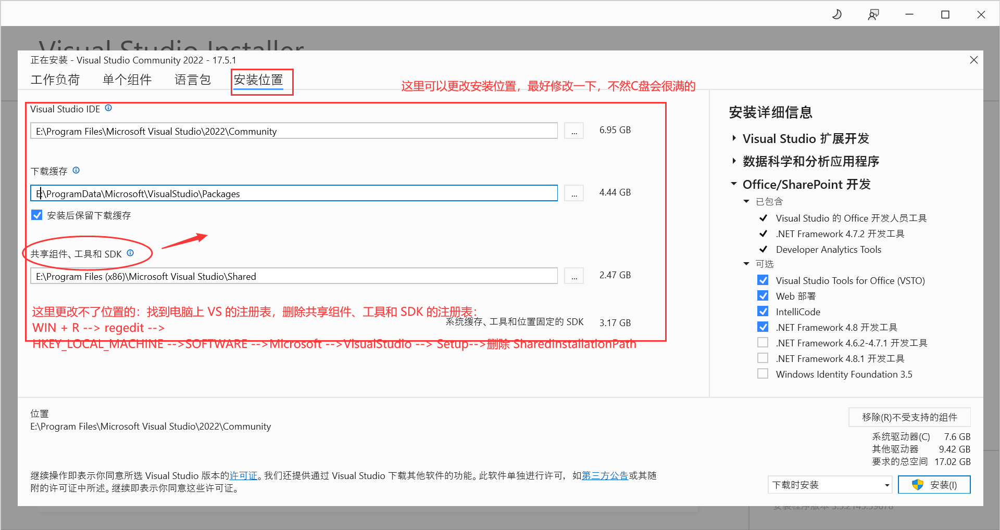 Visual Studio Installer
正在安装 - Visual Studio Community 2022 - 17.5.1
工作负荷 单个组件 语言包 安装位置
这里可以更改安装位置，最好修改一下，不然C盘会很满的
Visual Studio IDE
E:\Program Files\Microsoft Visual Studio\2022\Community ... 6.95 GB
下载缓存
E:\ProgramData\Microsoft\VisualStudio\Packages ... 4.44 GB
安装后保留下载缓存
共享组件、工具和 SDK
E:\Program Files (x86)\Microsoft Visual Studio\Shared ... 2.47 GB
这里更改不了位置的：找到电脑上 VS 的注册表，删除共享组件、工具和 SDK 的注册表：
系统缓存、工具和位置固定的 SDK 3.17 GB
WIN + R --> regedit -->
HKEY_LOCAL_MACHINE -->SOFTWARE -->Microsoft -->VisualStudio --> Setup-->删除 SharedInstallationPath
安装详细信息
Visual Studio 扩展开发
数据科学和分析应用程序
Office/SharePoint 开发
已包含
Visual Studio 的 Office 开发人员工具
.NET Framework 4.7.2 开发工具
Developer Analytics Tools
可选
Visual Studio Tools for Office (VSTO)
Web 部署
IntelliCode
.NET Framework 4.8 开发工具
.NET Framework 4.6.2-4.7.1 开发工具
.NET Framework 4.8.1 开发工具
Windows Identity Foundation 3.5
位置
E:\Program Files\Microsoft Visual Studio\2022\Community
移除(R)不受支持的组件
系统驱动器(C) 7.6 GB
其他驱动器 9.42 GB
要求的总空间 17.02 GB
继续操作即表示你同意所选 Visual Studio 版本的许可证。我们还提供通过 Visual Studio 下载其他软件的功能。此软件单独进行许可，如第三方公告或其随
附的许可证中所述。继续即表示你同意这些许可证。
下载时安装 安装(I)
安装程序版本